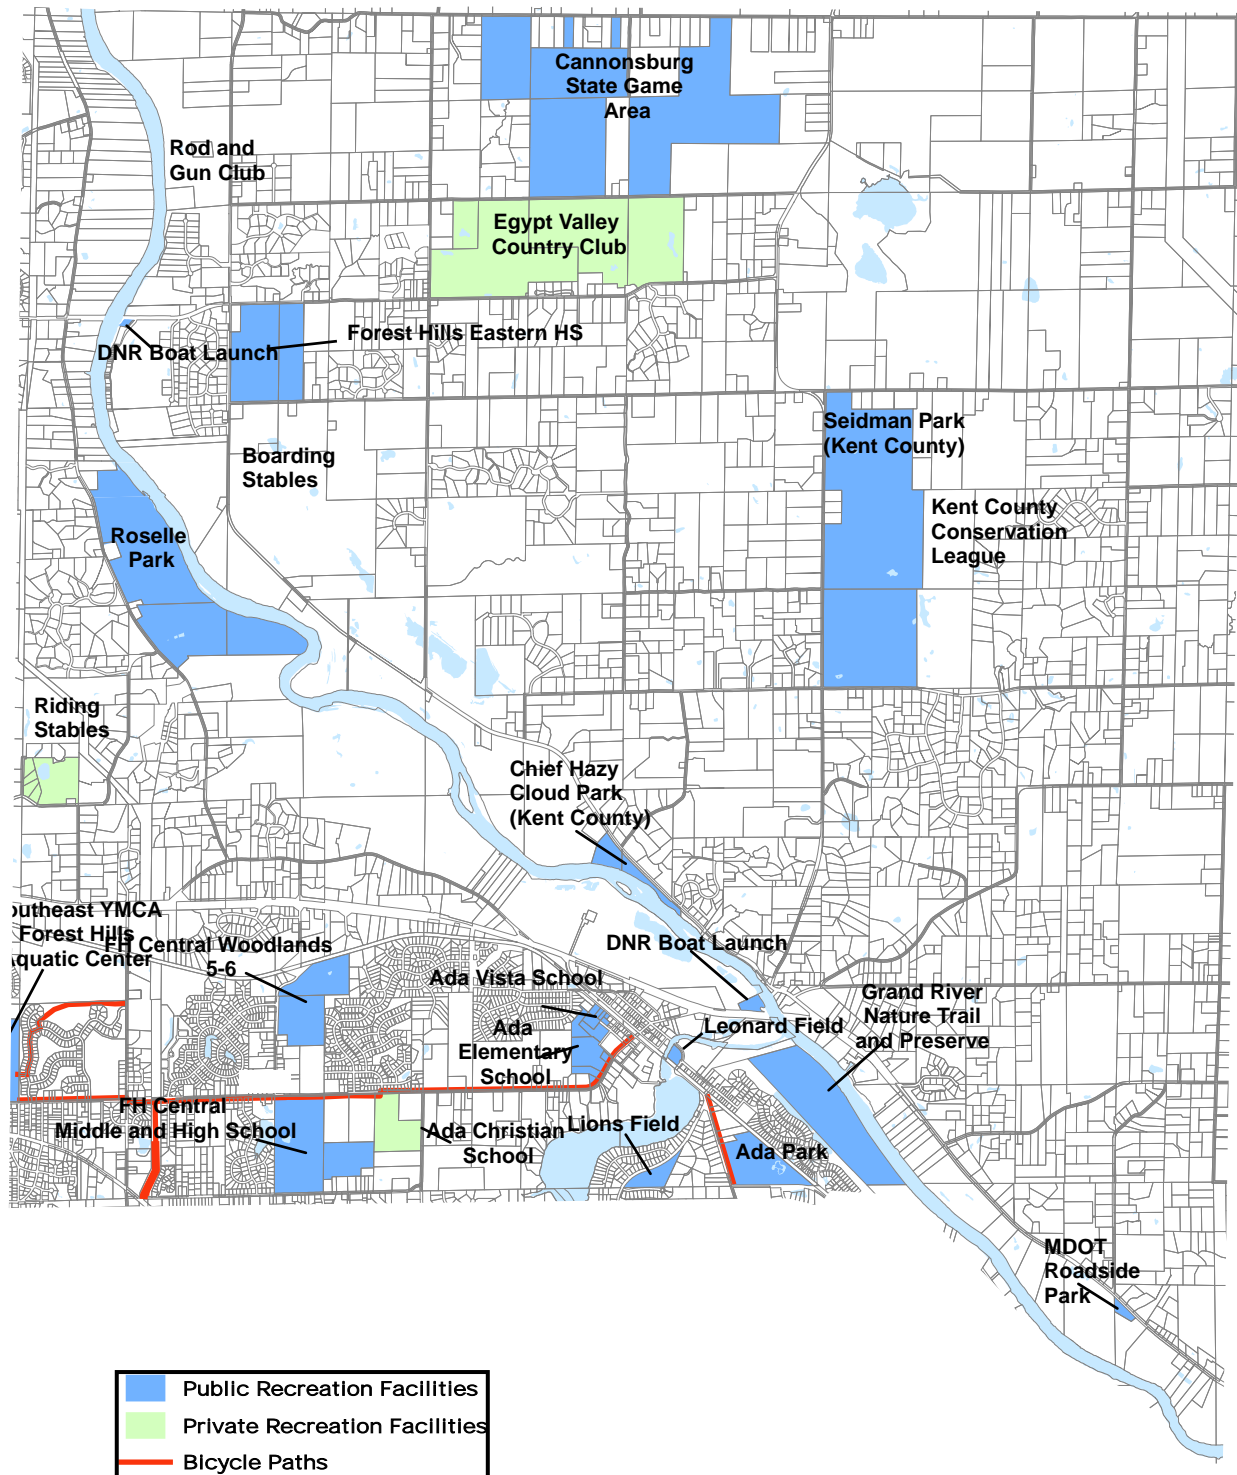 Cannonsburg
State Game
Area
Rod and
Gun Club
Egypt Valley
Country Club
Forest Hills Eastern HS
DNR Boat Launch
Seidman Park
(Kent County)
Boarding
Stables
Kent County
Conservation
League
Roselle
Park
Riding
Stables
Chief Hazy
Cloud Park
(Kent County)
outheast YMCA
Forest Hills
quatic Center
FH Central Woodlands
5-6
DNR Boat Launch
Ada Vista School
Grand River
Nature Trail
and Preserve
Leonard Field
Ada
Elementary
School
FH Central
Middle and High School
Ada Christian
School
Lions Field
Ada Park
MDOT
Roadside
Park
Public Recreation Facilities
Private Recreation Facilities
Bicycle Paths